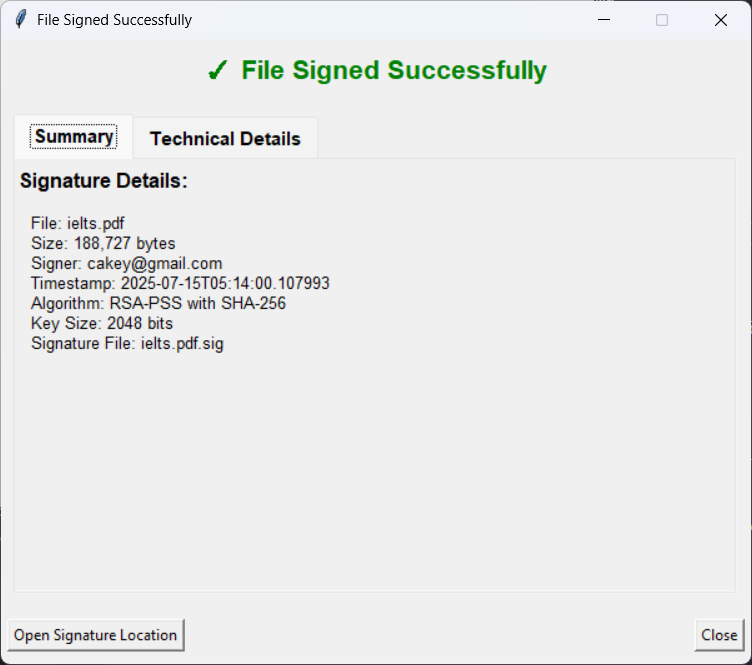 File Signed Successfully
✓ File Signed Successfully
Summary
Technical Details
Signature Details:
File: ielts.pdf
Size: 188,727 bytes
Signer: cakey@gmail.com
Timestamp: 2025-07-15T05:14:00.107993
Algorithm: RSA-PSS with SHA-256
Key Size: 2048 bits
Signature File: ielts.pdf.sig
Open Signature Location
Close